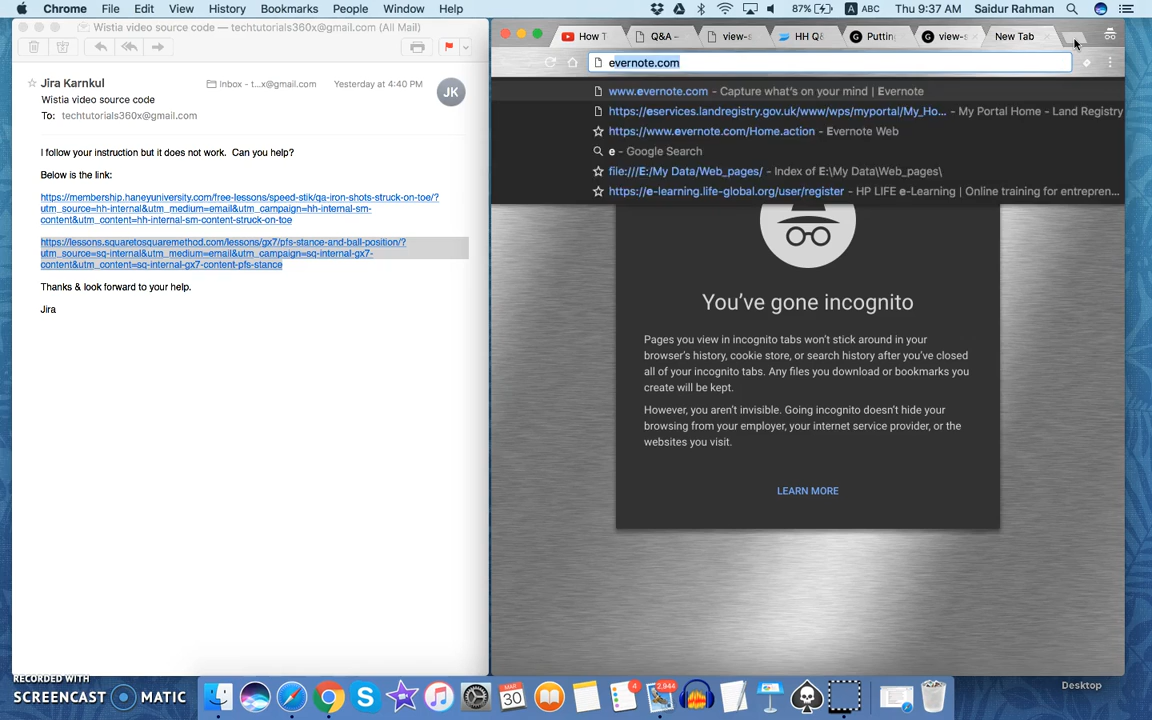 Chrome File Edit View History Bookmarks People Window Help 87% A ABC Thu 9:37 AM Saidur Rahman
Wistia video source code — techtutorials360x@gmail.com (All Mail)
Jira Karnkul
Inbox - t...x@gmail.com Yesterday at 4:40 PM
JK
Wistia video source code
To: techtutorials360x@gmail.com
I follow your instruction but it does not work. Can you help?
Below is the link:
https://membership.haneyuniversity.com/free-lessons/speed-stik/qa-iron-shots-struck-on-toe/?
utm_source=hh-internal&utm_medium=email&utm_campaign=hh-internal-sm-
content&utm_content=hh-internal-sm-content-struck-on-toe
https://lessons.squaretosquaremethod.com/lessons/gx7/pfs-stance-and-ball-position/?
utm_source=sq-internal&utm_medium=email&utm_campaign=sq-internal-gx7-
content&utm_content=sq-internal-gx7-content-pfs-stance
Thanks & look forward to your help.
Jira
How T Q&A – view-s HH Q& Puttin view-s New Tab
evernote.com
www.evernote.com – Capture what's on your mind | Evernote
https://eservices.landregistry.gov.uk/www/wps/myportal/My_Ho... – My Portal Home - Land Registry
https://www.evernote.com/Home.action – Evernote Web
e – Google Search
file:///E:/My Data/Web_pages/ – Index of E:\My Data\Web_pages\
https://e-learning.life-global.org/user/register – HP LIFE e-Learning | Online training for entrepren...
You've gone incognito
Pages you view in incognito tabs won't stick around in your
browser's history, cookie store, or search history after you've closed
all of your incognito tabs. Any files you download or bookmarks you
create will be kept.
However, you aren't invisible. Going incognito doesn't hide your
browsing from your employer, your internet service provider, or the
websites you visit.
LEARN MORE
RECORDED WITH
SCREENCAST MATIC
MAR
30
4
2,944
Desktop